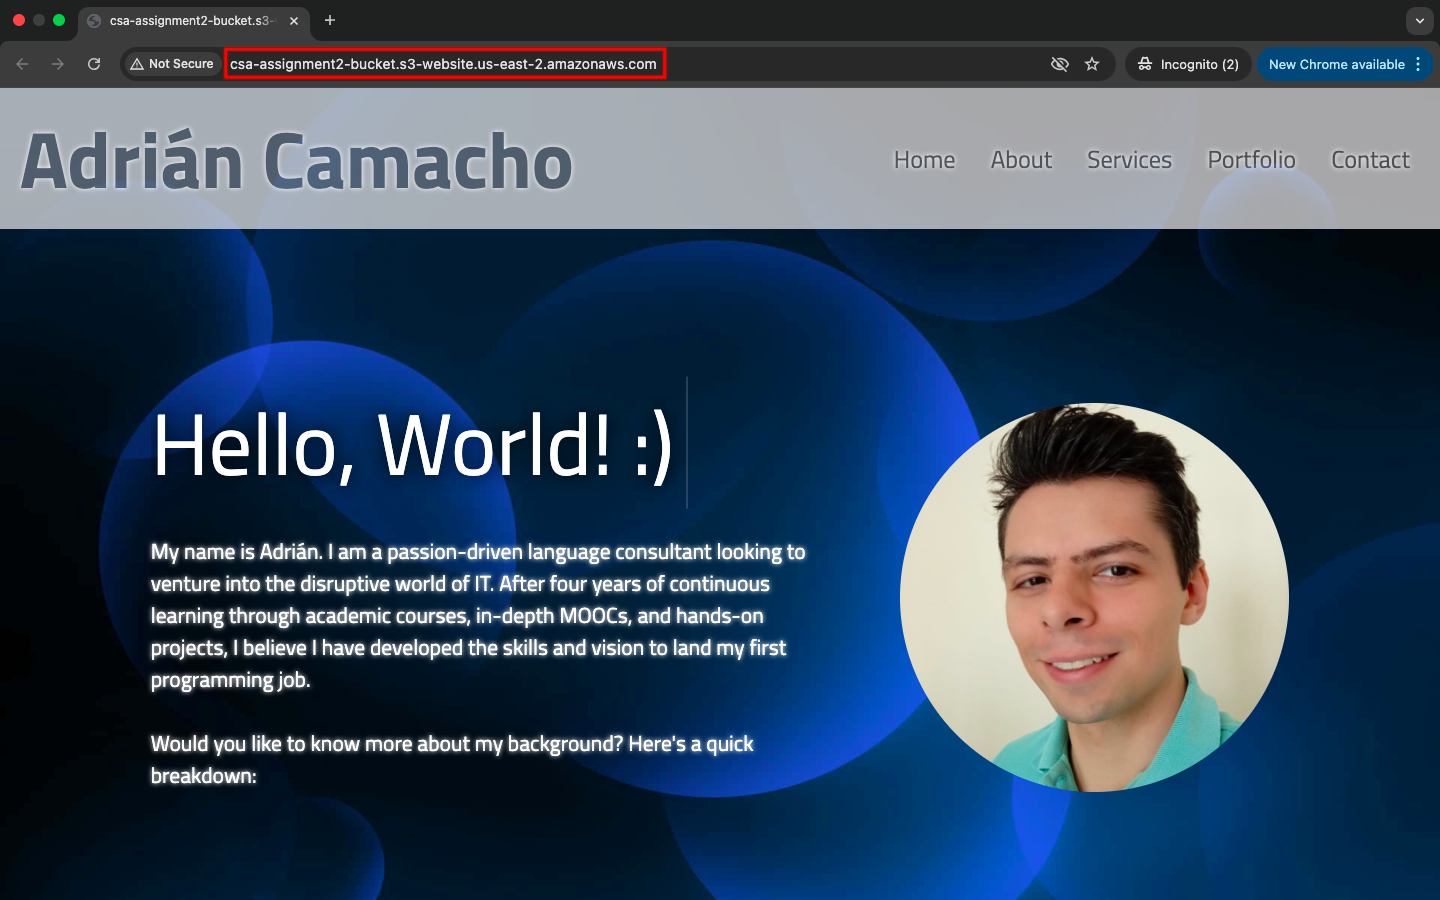 csa-assignment2-bucket.s3-
Not Secure
csa-assignment2-bucket.s3-website.us-east-2.amazonaws.com
Incognito (2)
New Chrome available
Adrián Camacho
Home
About
Services
Portfolio
Contact
Hello, World! :)
My name is Adrián. I am a passion-driven language consultant looking to
venture into the disruptive world of IT. After four years of continuous
learning through academic courses, in-depth MOOCs, and hands-on
projects, I believe I have developed the skills and vision to land my first
programming job.
Would you like to know more about my background? Here's a quick
breakdown: